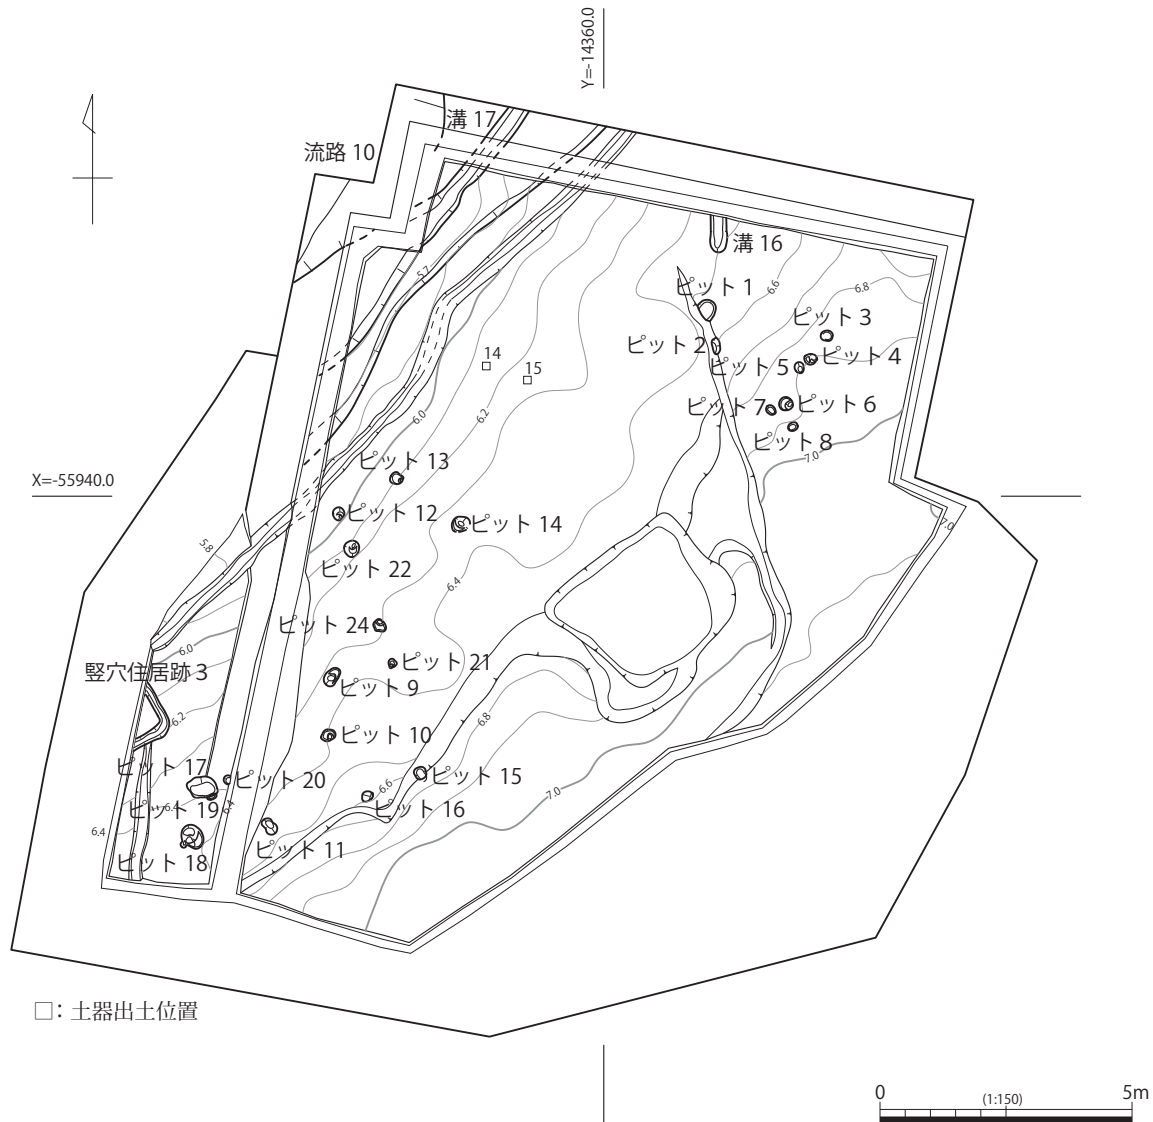 Y=-14360.0
溝 17
流路 10
溝 16
5.7
ピット 1
6.6
6.8
ピット 3
ピット 2
ピット 5
ピット 4
14
15
ピット 7
ピット 6
6.0
6.2
ピット 8
7.0
ピット 13
X=-55940.0
ピット 12
ピット 14
7.0
5.8
ピット 22
6.4
ピット 24
6.0
ピット 21
竪穴住居跡 3
ピット 9
6.2
6.8
ピット 10
ピット 17
ピット 20
ピット 15
6.6
7.0
ピット 19
6.4
6.4
ピット 16
6.4
ピット 11
ピット 18
□：土器出土位置
0
(1:150)
5m